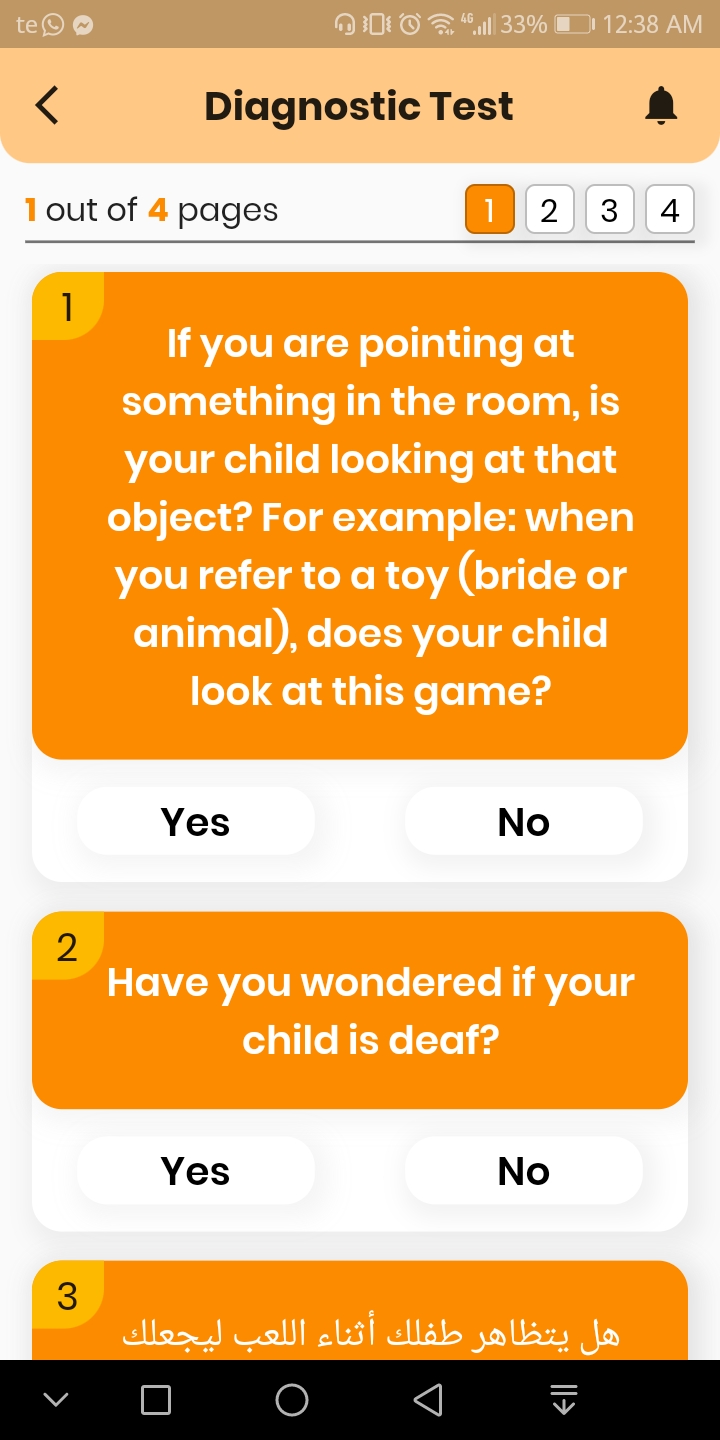 te 4G 33% 12:38 AM
Diagnostic Test
1 out of 4 pages 1 2 3 4
1
If you are pointing at
something in the room, is
your child looking at that
object? For example: when
you refer to a toy (bride or
animal), does your child
look at this game?
Yes No
2
Have you wondered if your
child is deaf?
Yes No
3
هل يتظاهر طفلك أثناء اللعب ليجعلك